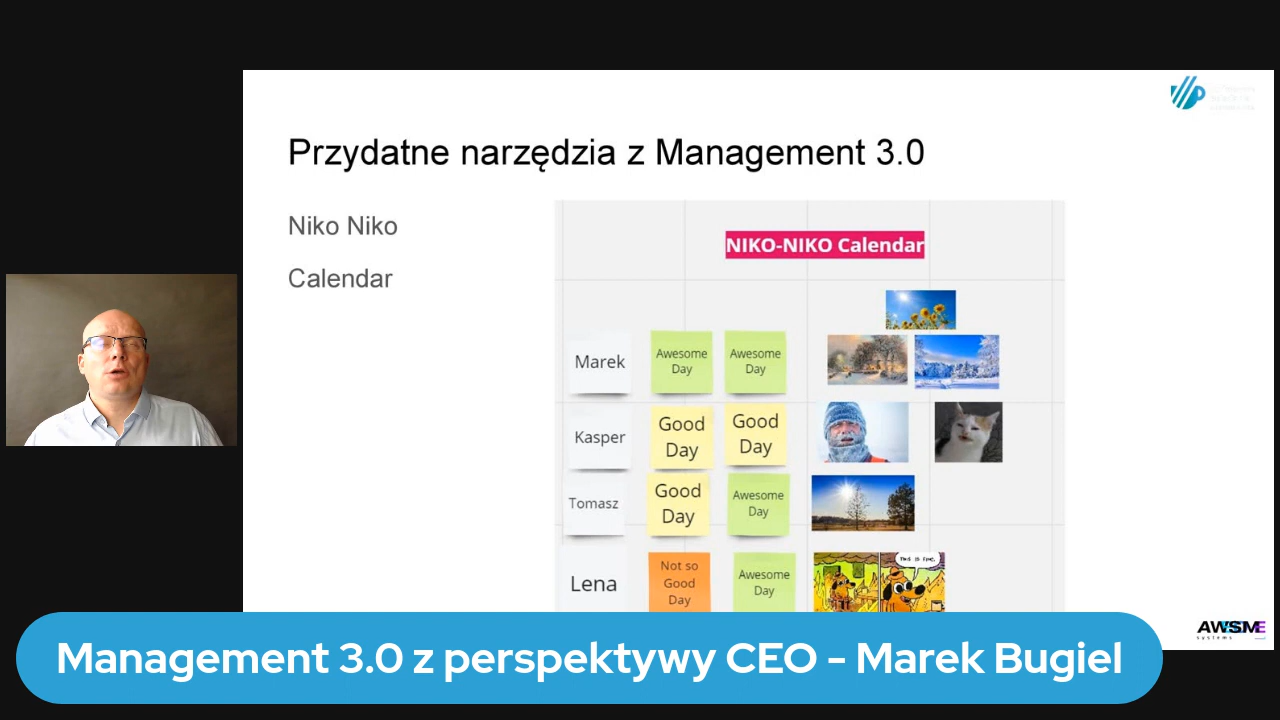 Przydatne narzędzia z Management 3.0
Niko Niko
Calendar
NIKO-NIKO Calendar
Marek
Awesome
Day
Awesome
Day
Kasper
Good
Day
Good
Day
Tomasz
Good
Day
Awesome
Day
Lena
Not so
Good
Day
Awesome
Day
THIS IS FINE.
AWSME
systems
Management 3.0 z perspektywy CEO - Marek Bugiel